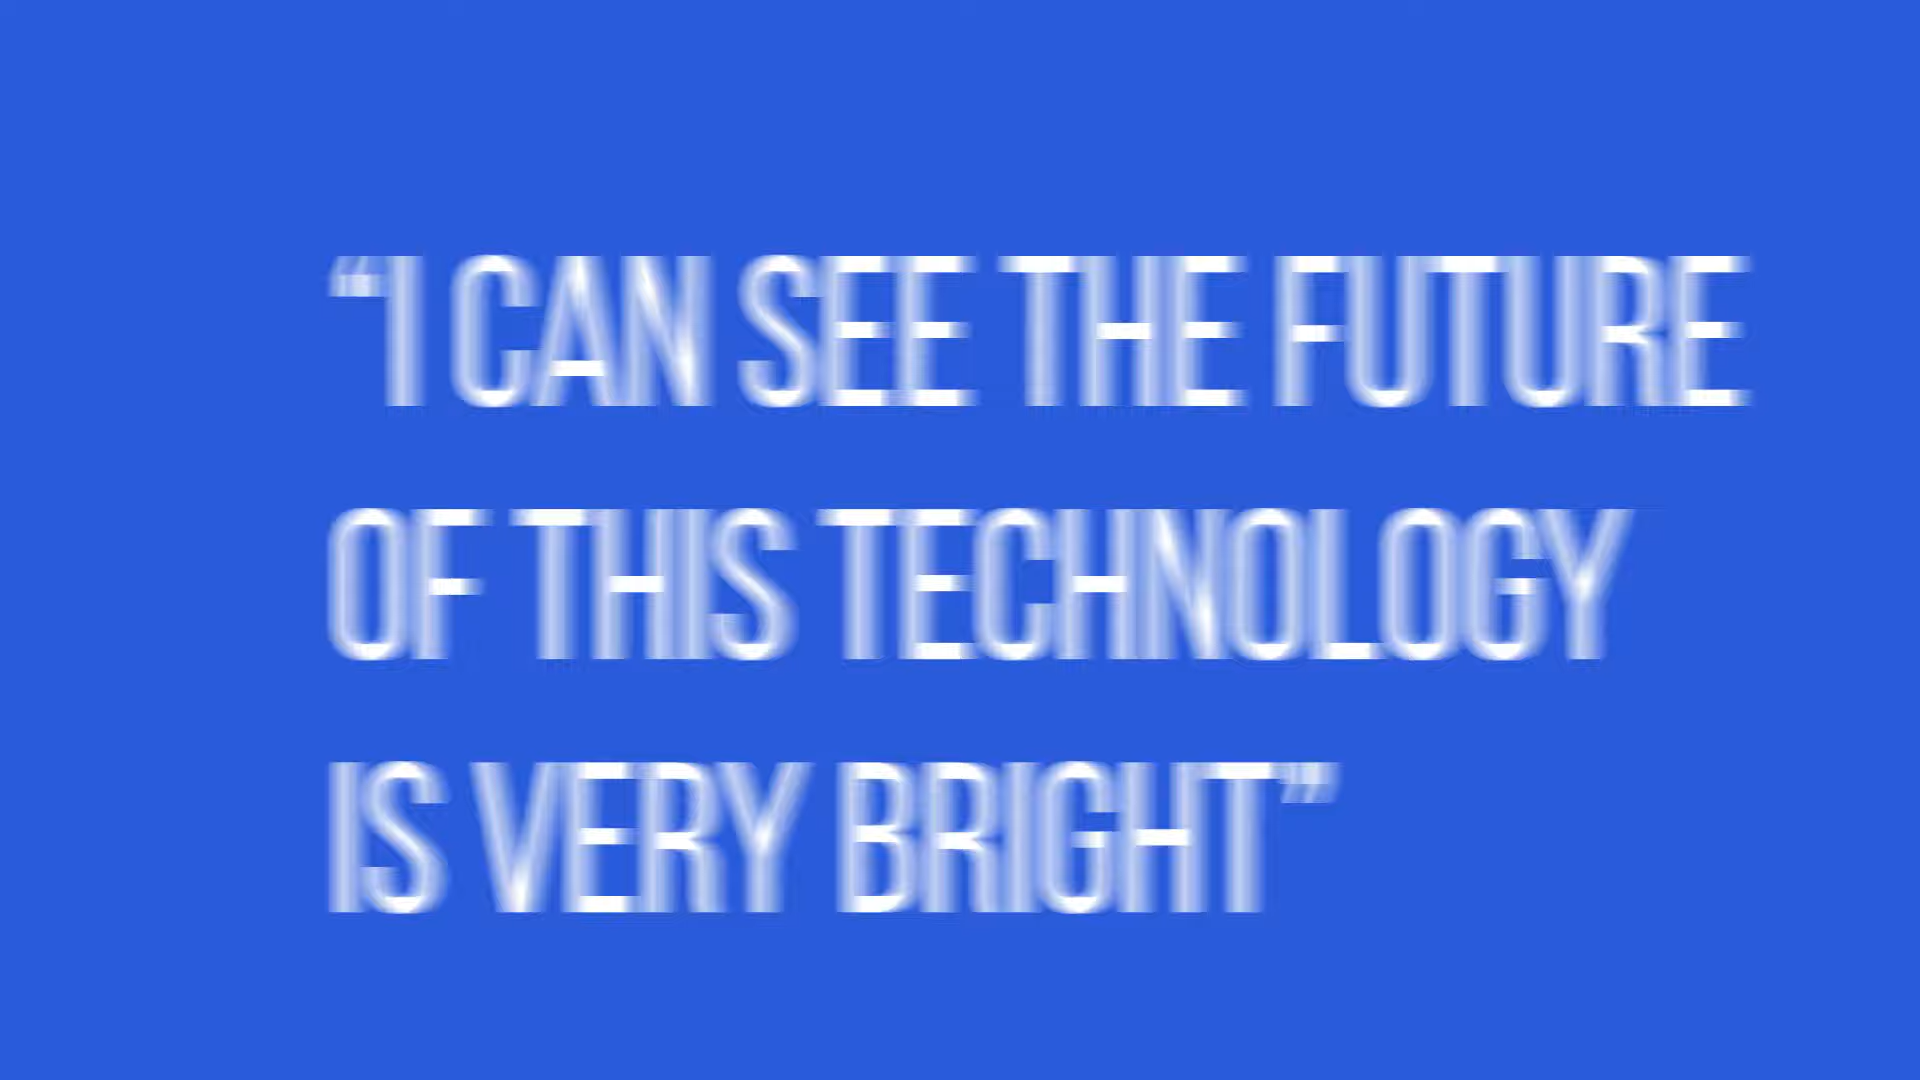 “I CAN SEE THE FUTURE
OF THIS TECHNOLOGY
IS VERY BRIGHT”